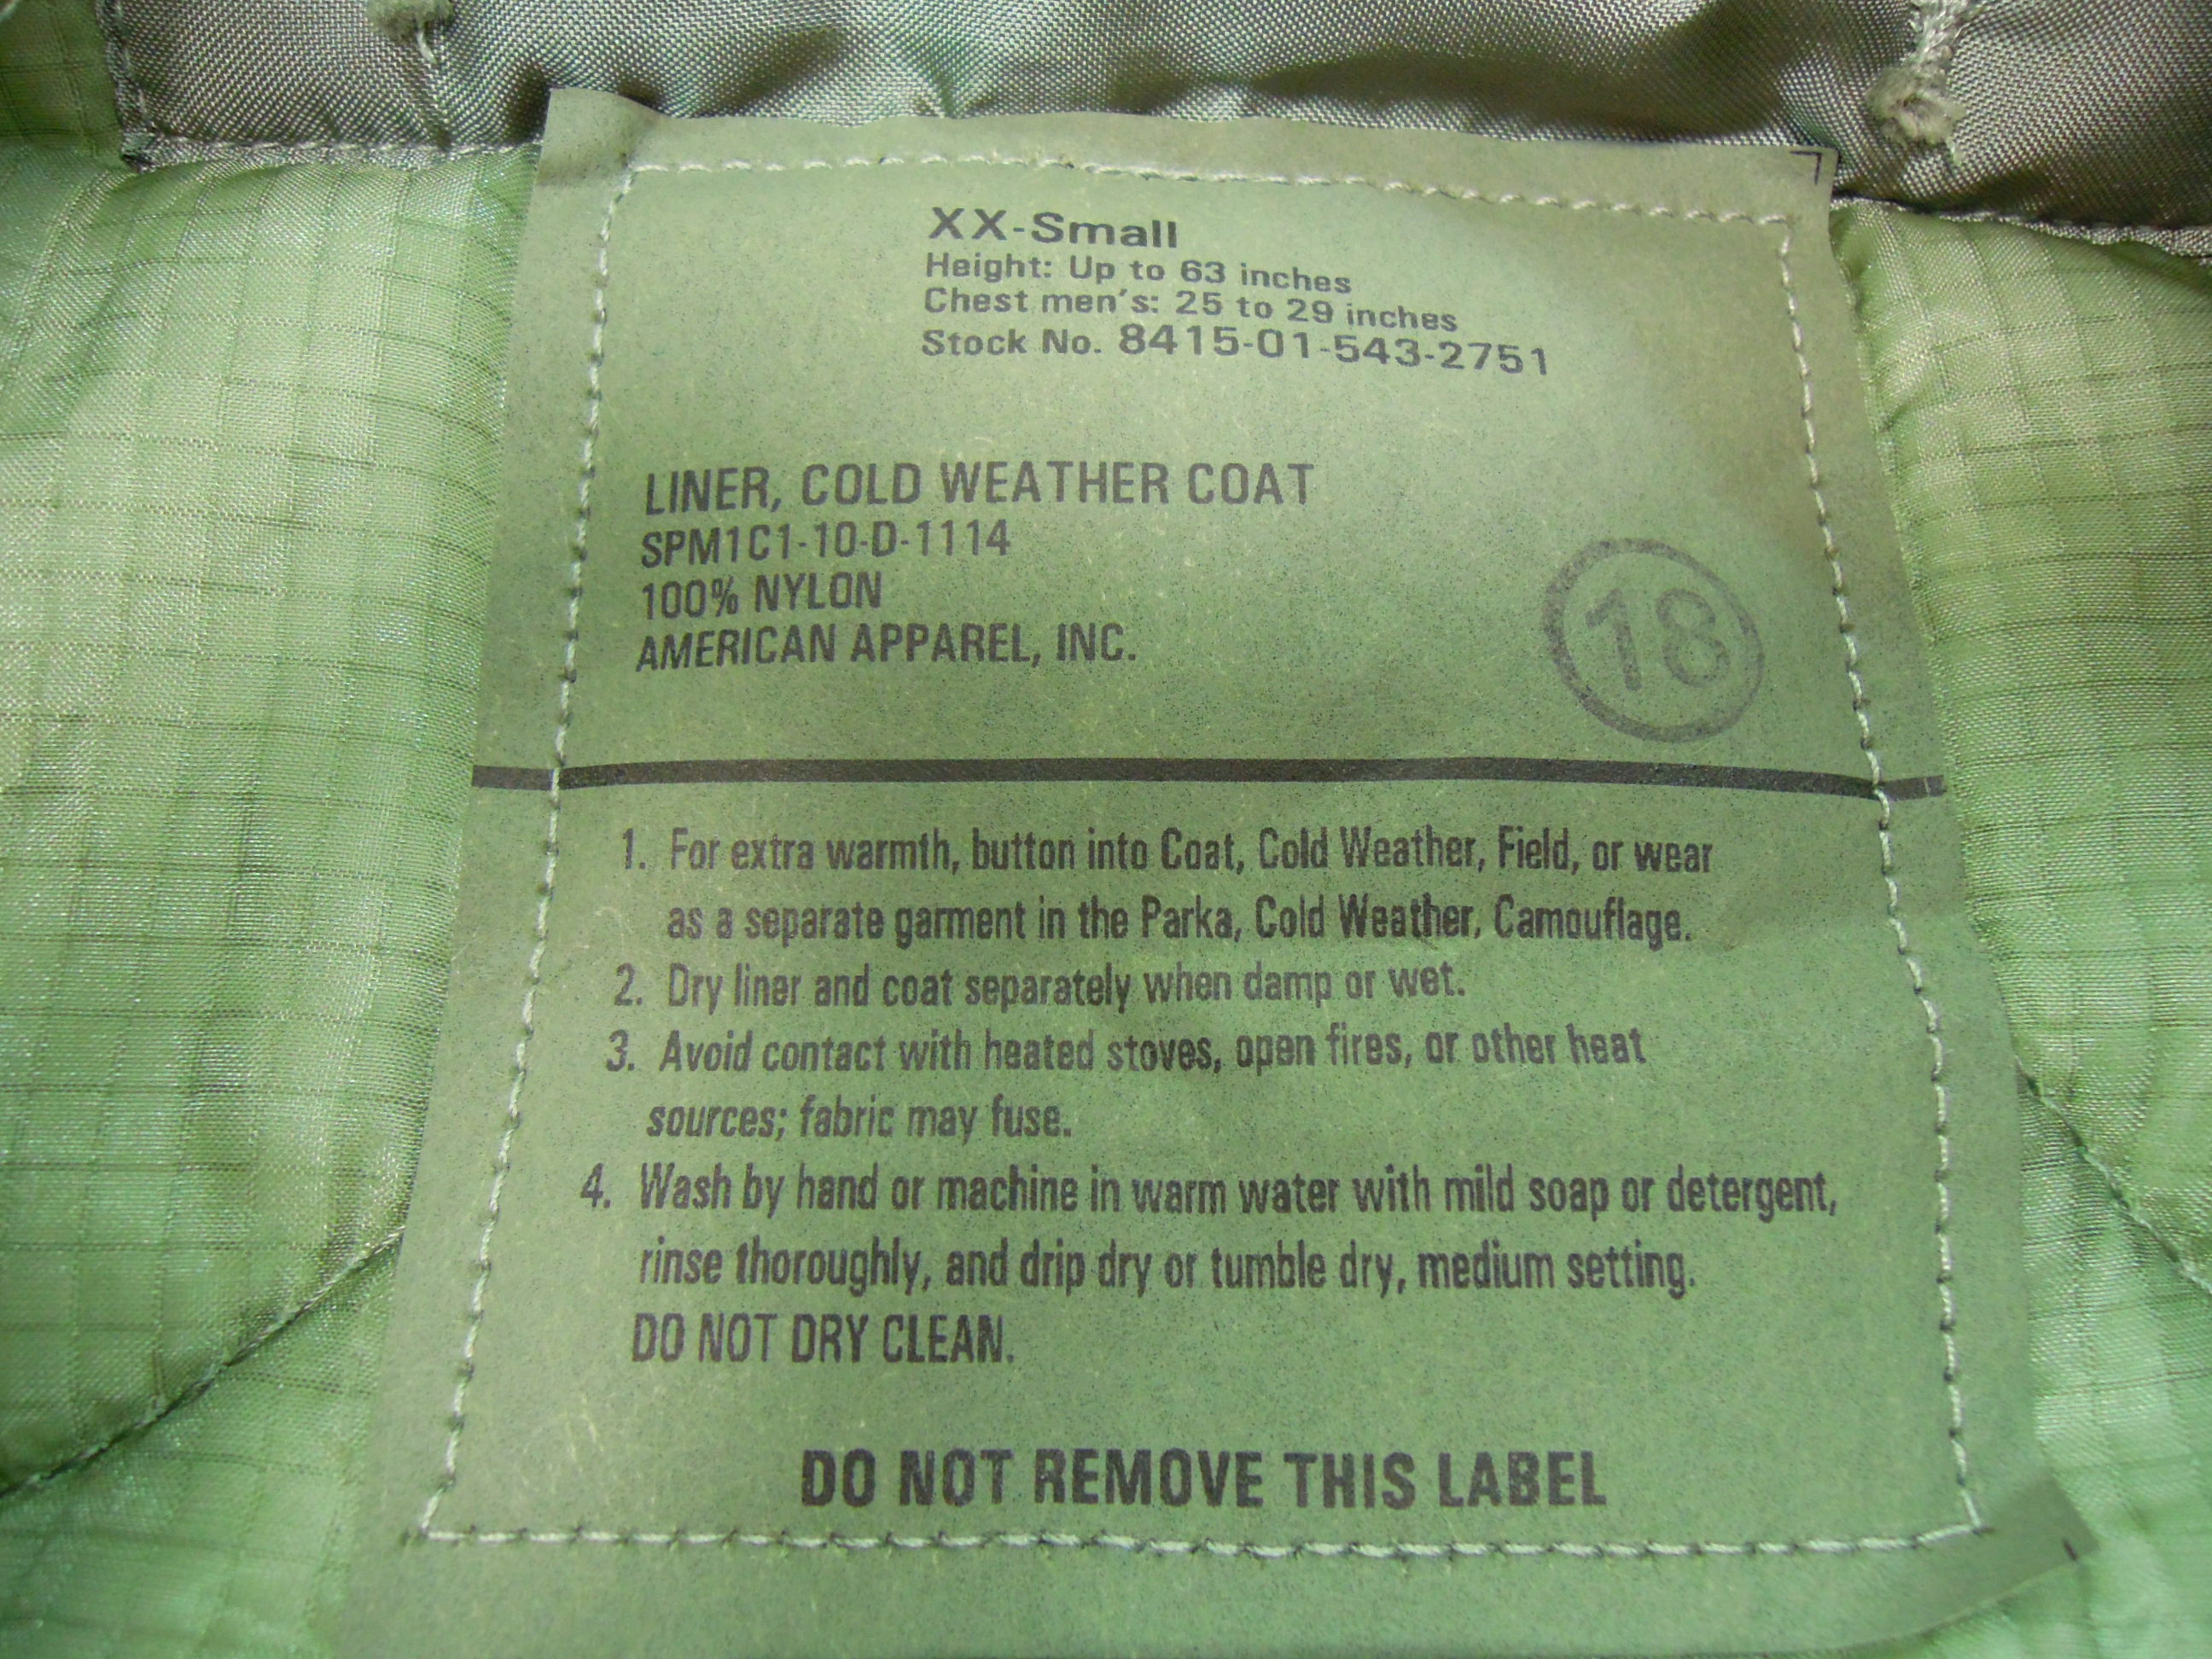 XX-Small
Height: Up to 63 inches
Chest men's: 25 to 29 inches
Stock No. 8415-01-543-2751
LINER, COLD WEATHER COAT
SPM1C1-10-D-1114
100% NYLON
AMERICAN APPAREL, INC.
18
1. For extra warmth, button into Coat, Cold Weather, Field, or wear
as a separate garment in the Parka, Cold Weather, Camouflage.
2. Dry liner and coat separately when damp or wet.
3. Avoid contact with heated stoves, open fires, or other heat
sources; fabric may fuse.
4. Wash by hand or machine in warm water with mild soap or detergent,
rinse thoroughly, and drip dry or tumble dry, medium setting.
DO NOT DRY CLEAN.
DO NOT REMOVE THIS LABEL